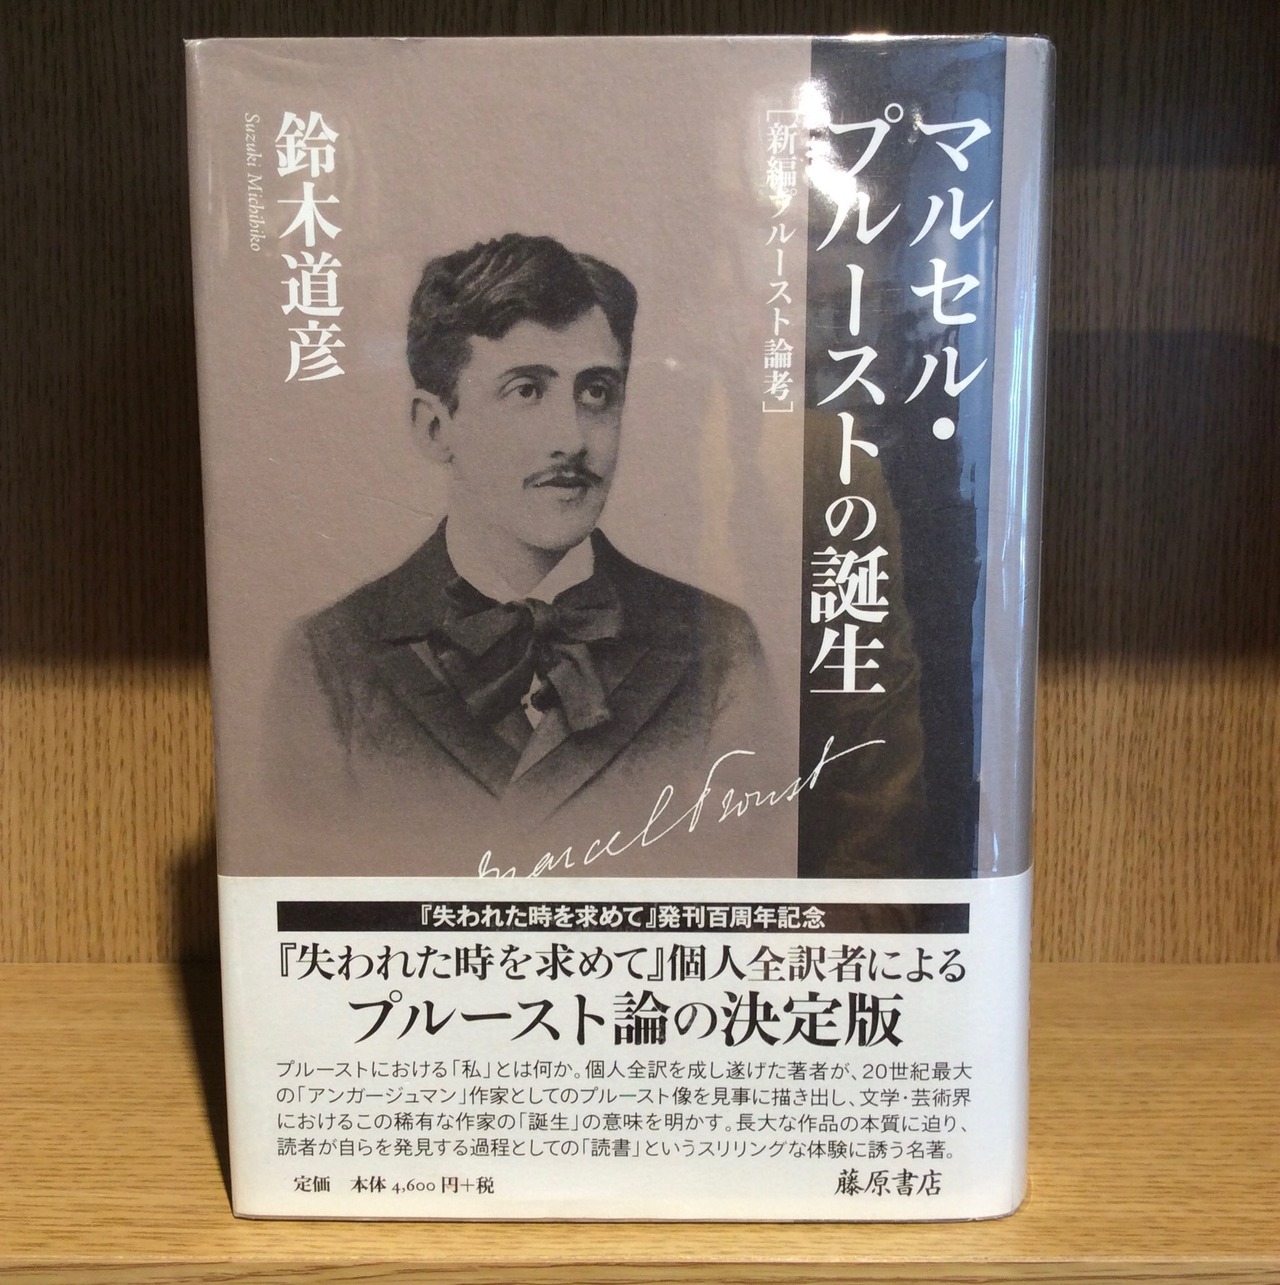 マルセル・
プルーストの誕生
［新編プルースト論考］
鈴木道彦
Suzuki Michihiko
Marcel Proust
『失われた時を求めて』発刊百周年記念
『失われた時を求めて』個人全訳者による
プルースト論の決定版
プルーストにおける「私」とは何か。個人全訳を成し遂げた著者が、20世紀最大
の「アンガージュマン」作家としてのプルースト像を見事に描き出し、文学・芸術界
におけるこの稀有な作家の「誕生」の意味を明かす。長大な作品の本質に迫り、
読者が自らを発見する過程としての「読書」というスリリングな体験に誘う名著。
定価 本体 4,600 円+税
藤原書店